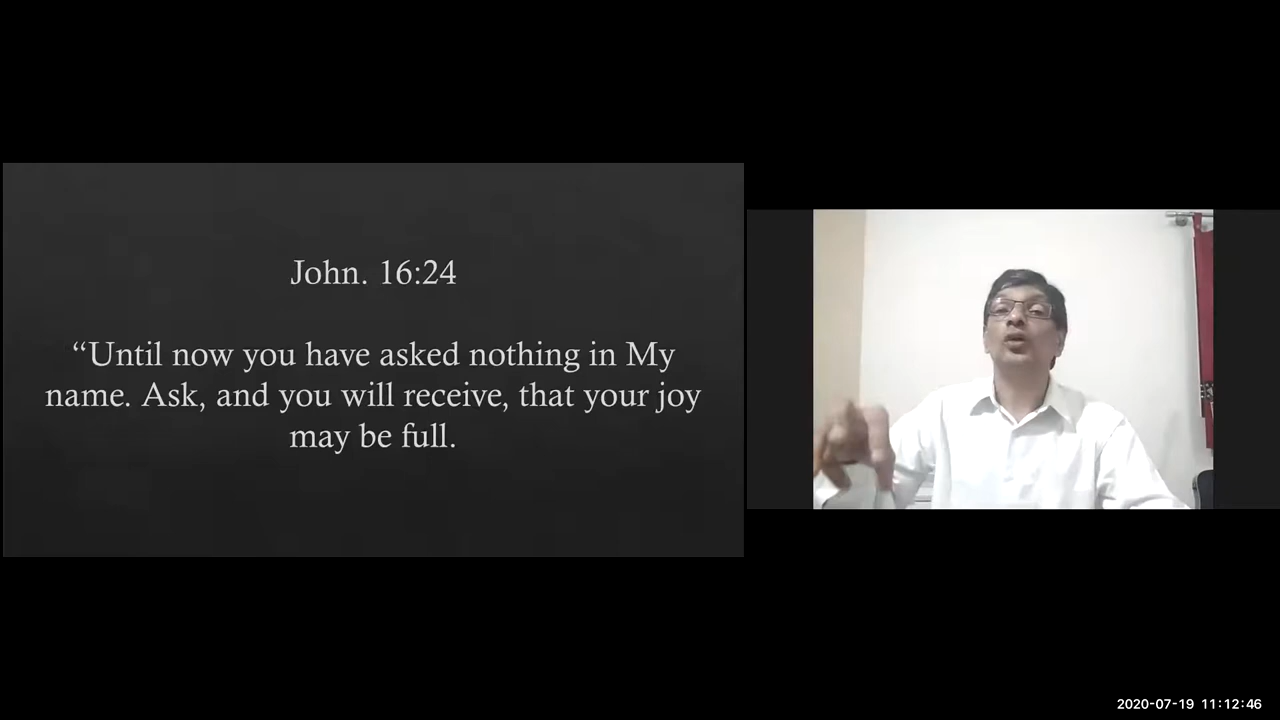 John. 16:24
“Until now you have asked nothing in My
name. Ask, and you will receive, that your joy
may be full.
2020-07-19 11:12:46